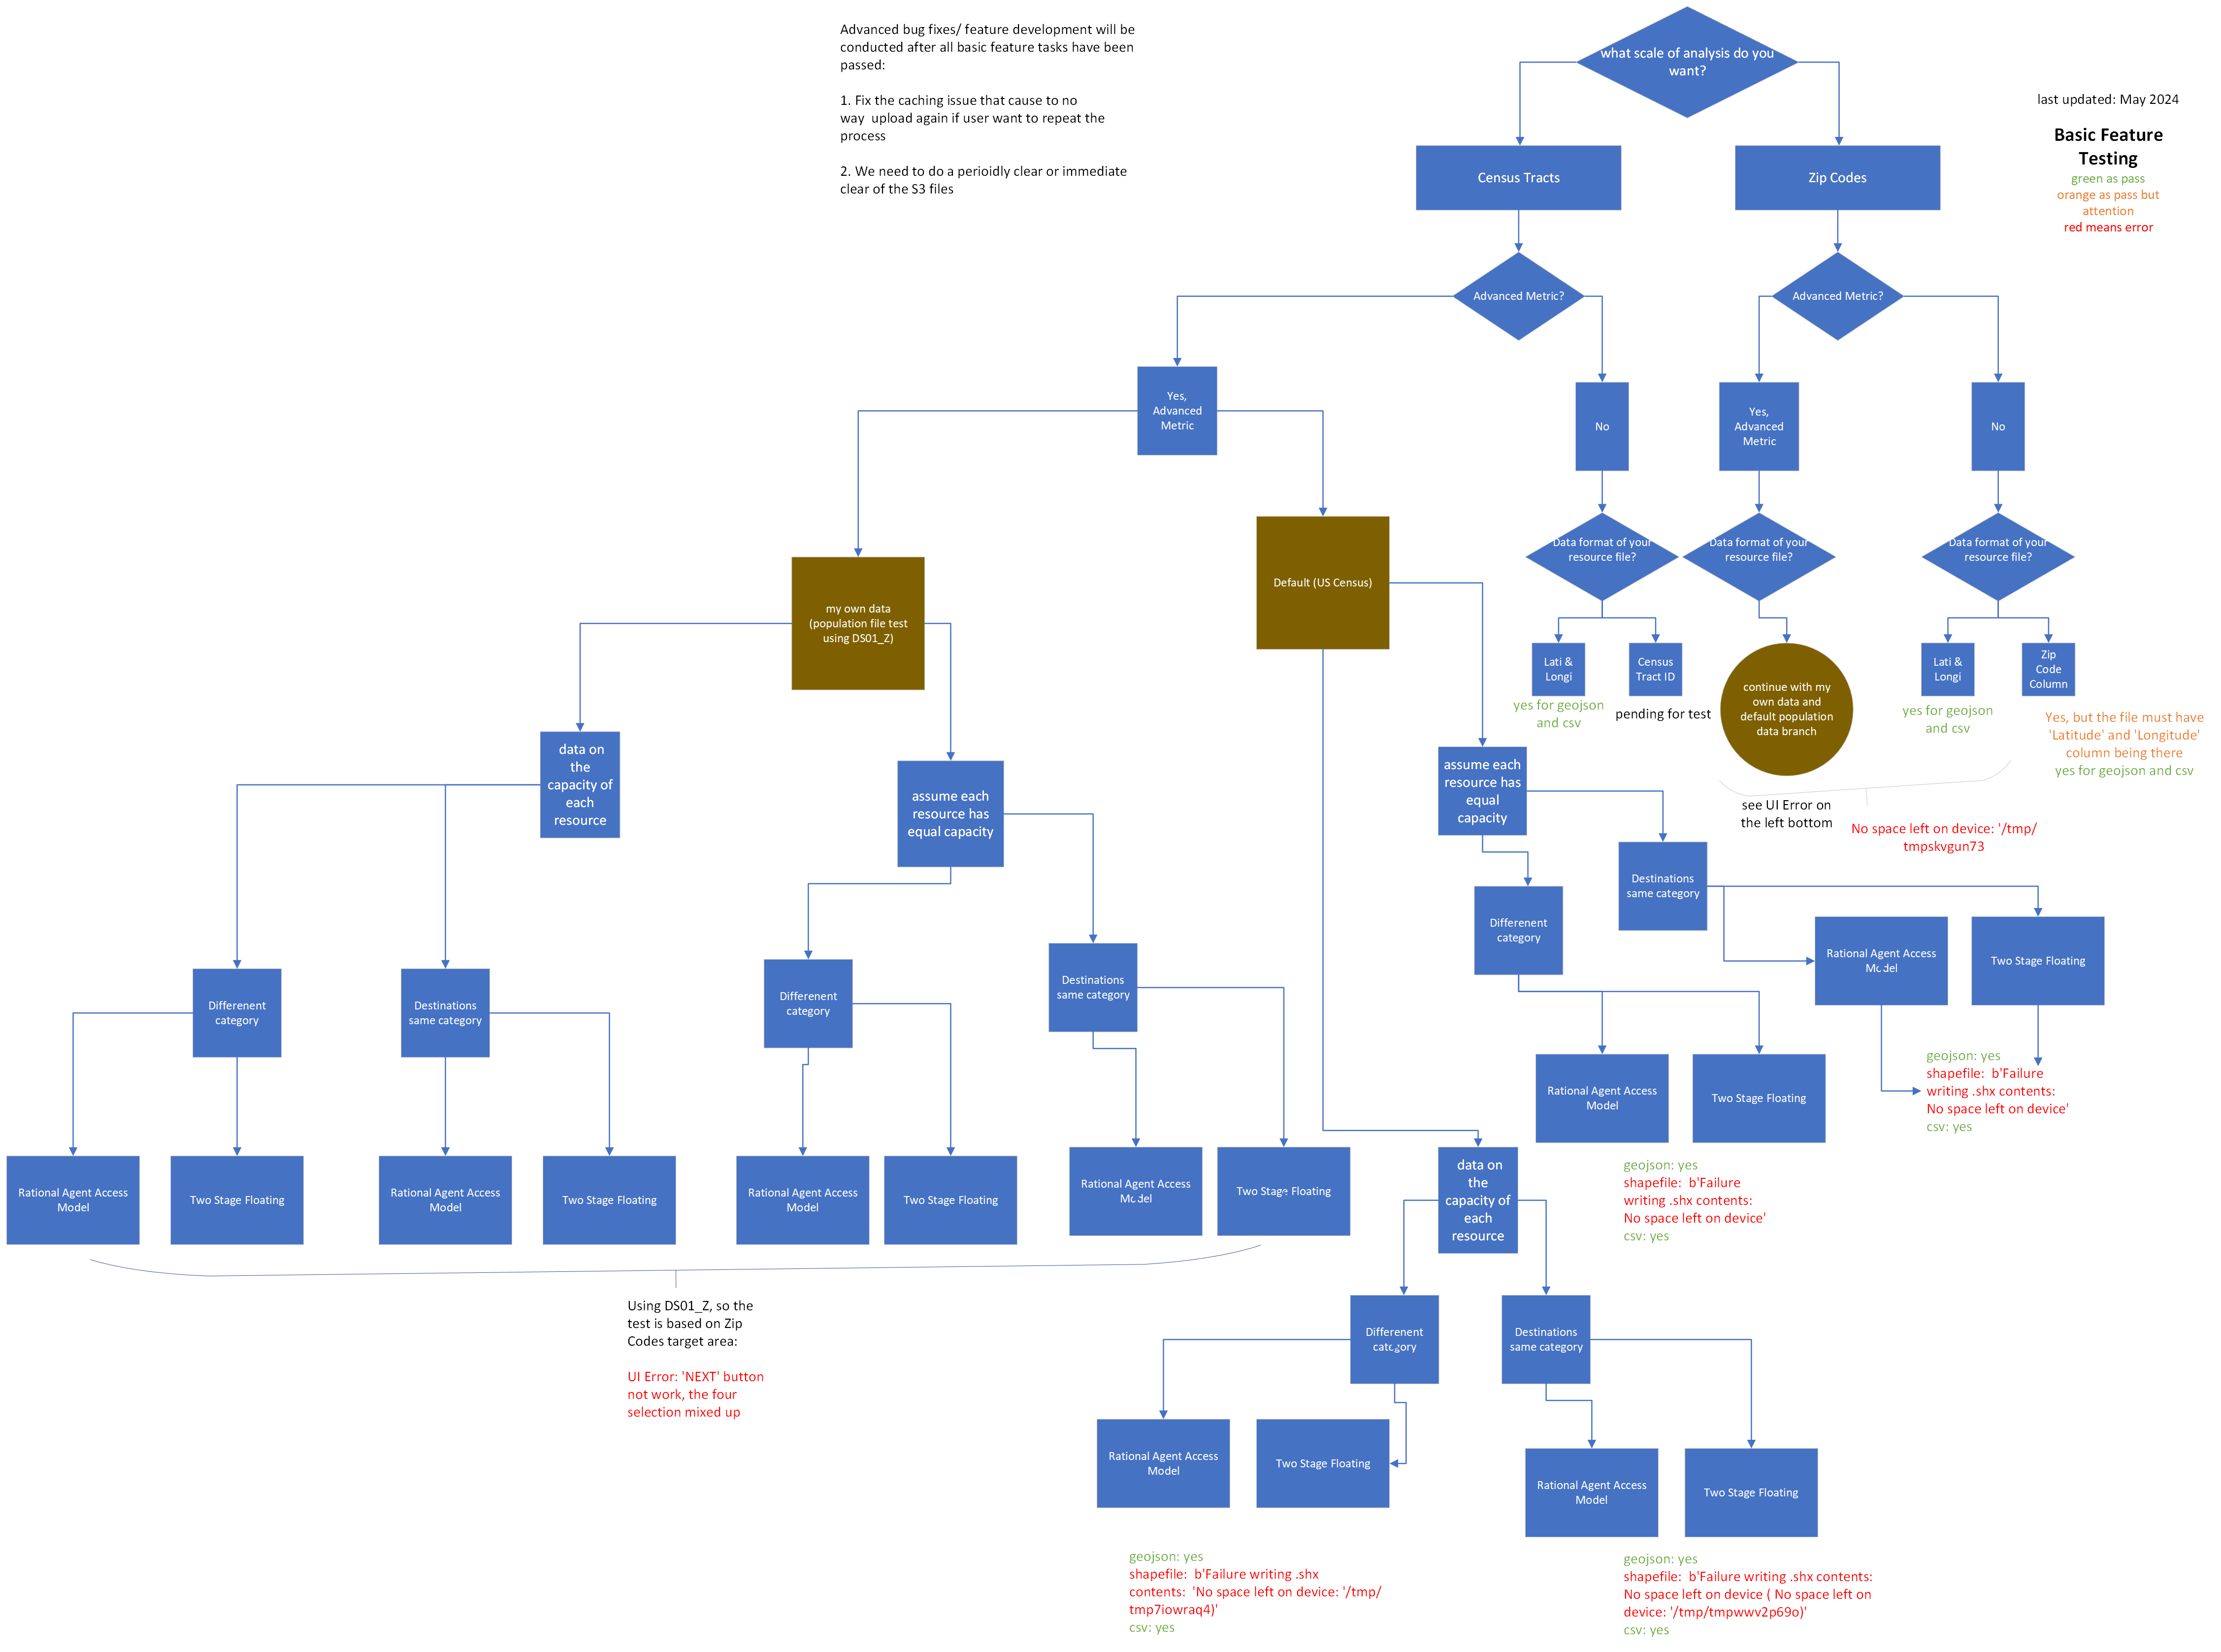 Advanced bug fixes/ feature development will be
conducted after all basic feature tasks have been
passed:
1. Fix the caching issue that cause to no
way  upload again if user want to repeat the
process
2. We need to do a perioidly clear or immediate
clear of the S3 files
what scale of analysis do you
want?
last updated: May 2024
Basic Feature
Testing
green as pass
orange as pass but
attention
red means error
Census Tracts
Zip Codes
Advanced Metric?
Advanced Metric?
Yes,
Advanced
Metric
No
Yes,
Advanced
Metric
No
my own data
(population file test
using DS01_Z)
Default (US Census)
Data format of your
resource file?
Data format of your
resource file?
Data format of your
resource file?
Lati &
Longi
Census
Tract ID
continue with my
own data and
default population
data branch
Lati &
Longi
Zip
Code
Column
yes for geojson
and csv
pending for test
yes for geojson
and csv
Yes, but the file must have
'Latitude' and 'Longitude'
column being there
yes for geojson and csv
see UI Error on
the left bottom
No space left on device: '/tmp/
tmpskvgun73
data on
the
capacity of
each
resource
assume each
resource has
equal capacity
assume each
resource has
equal
capacity
Destinations
same category
Differenent
category
Rational Agent Access
Model
Two Stage Floating
Differenent
category
Destinations
same category
Differenent
category
Destinations
same category
Rational Agent Access
Model
Two Stage Floating
geojson: yes
shapefile:  b'Failure
writing .shx contents:
No space left on device'
csv: yes
Rational Agent Access
Model
Two Stage Floating
Rational Agent Access
Model
Two Stage Floating
Rational Agent Access
Model
Two Stage Floating
Rational Agent Access
Model
Two Stage Floating
data on
the
capacity of
each
resource
geojson: yes
shapefile:  b'Failure
writing .shx contents:
No space left on device'
csv: yes
Using DS01_Z, so the
test is based on Zip
Codes target area:
UI Error: 'NEXT' button
not work, the four
selection mixed up
Differenent
category
Destinations
same category
Rational Agent Access
Model
Two Stage Floating
Rational Agent Access
Model
Two Stage Floating
geojson: yes
shapefile:  b'Failure writing .shx
contents:  'No space left on device: '/tmp/
tmp7iowraq4)'
csv: yes
geojson: yes
shapefile:  b'Failure writing .shx contents:
No space left on device ( No space left on
device: '/tmp/tmpwwv2p69o)'
csv: yes